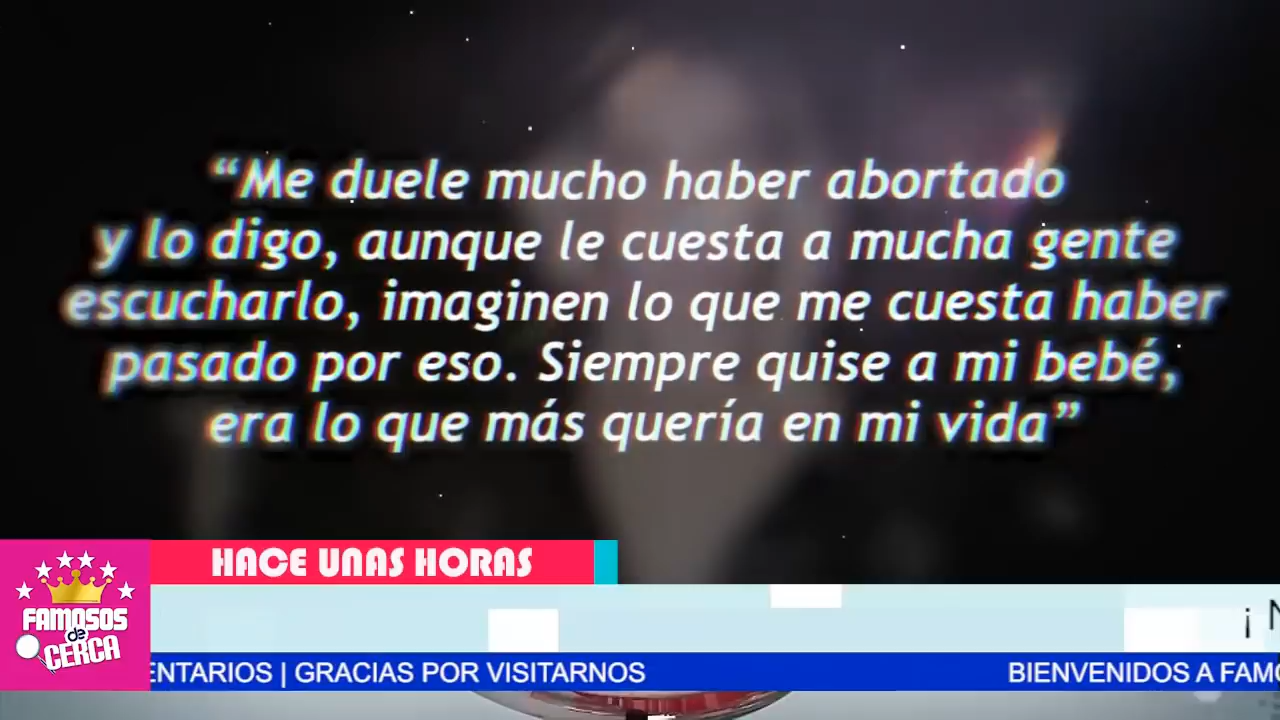 “Me duele mucho haber abortado
y lo digo, aunque le cuesta a mucha gente
escucharlo, imaginen lo que me cuesta haber
pasado por eso. Siempre quise a mi bebé,
era lo que más quería en mi vida”
HACE UNAS HORAS
FAMOSOS
de
CERCA
¡ N
ENTARIOS | GRACIAS POR VISITARNOS BIENVENIDOS A FAMO